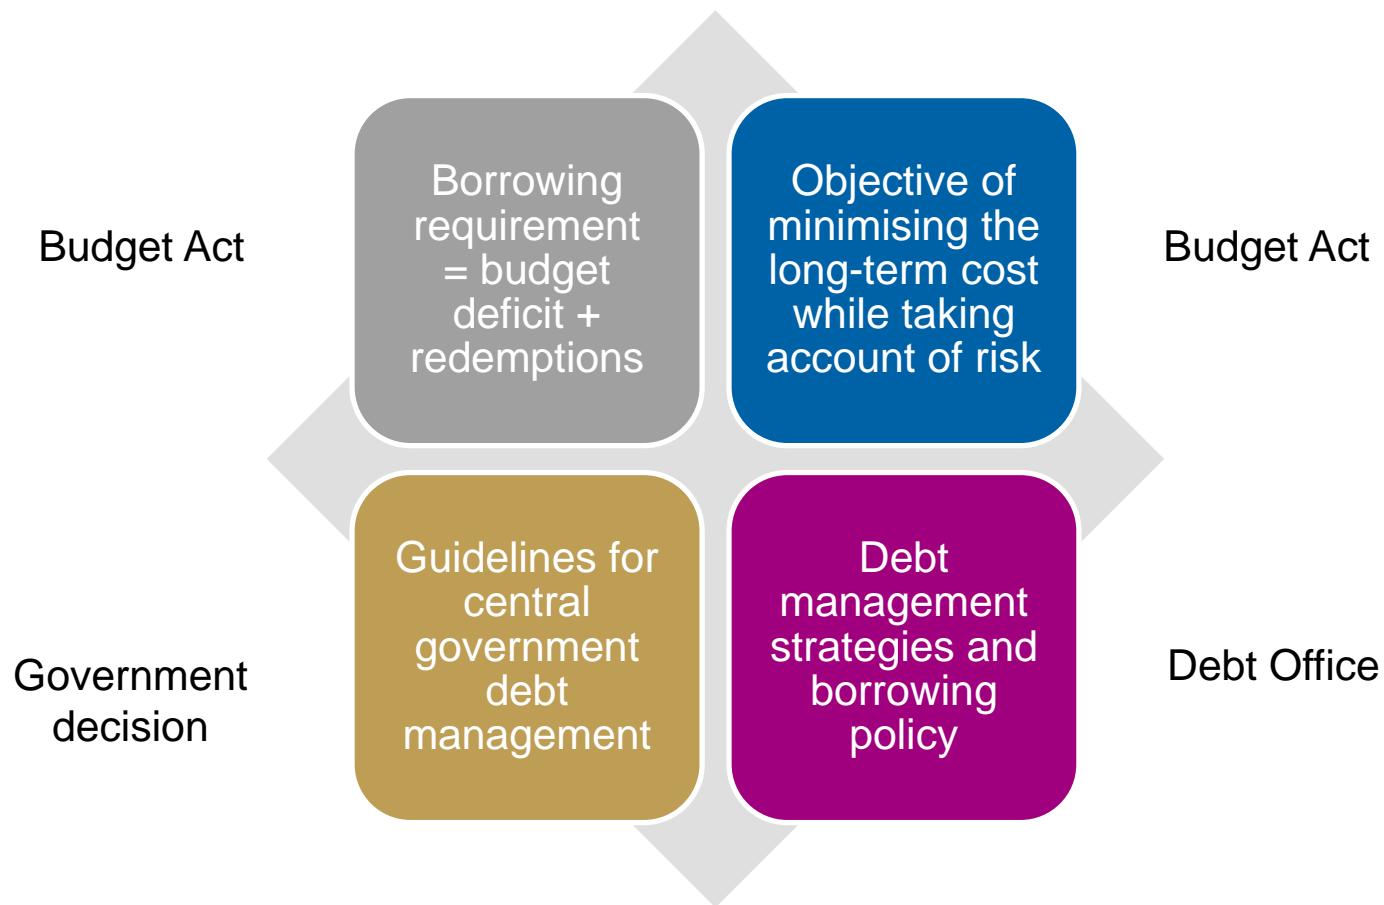 Budget Act
Borrowing
requirement
= budget
deficit +
redemptions
Objective of
minimising the
long-term cost
while taking
account of risk
Budget Act
Government
decision
Guidelines for
central
government
debt
management
Debt
management
strategies and
borrowing
policy
Debt Office